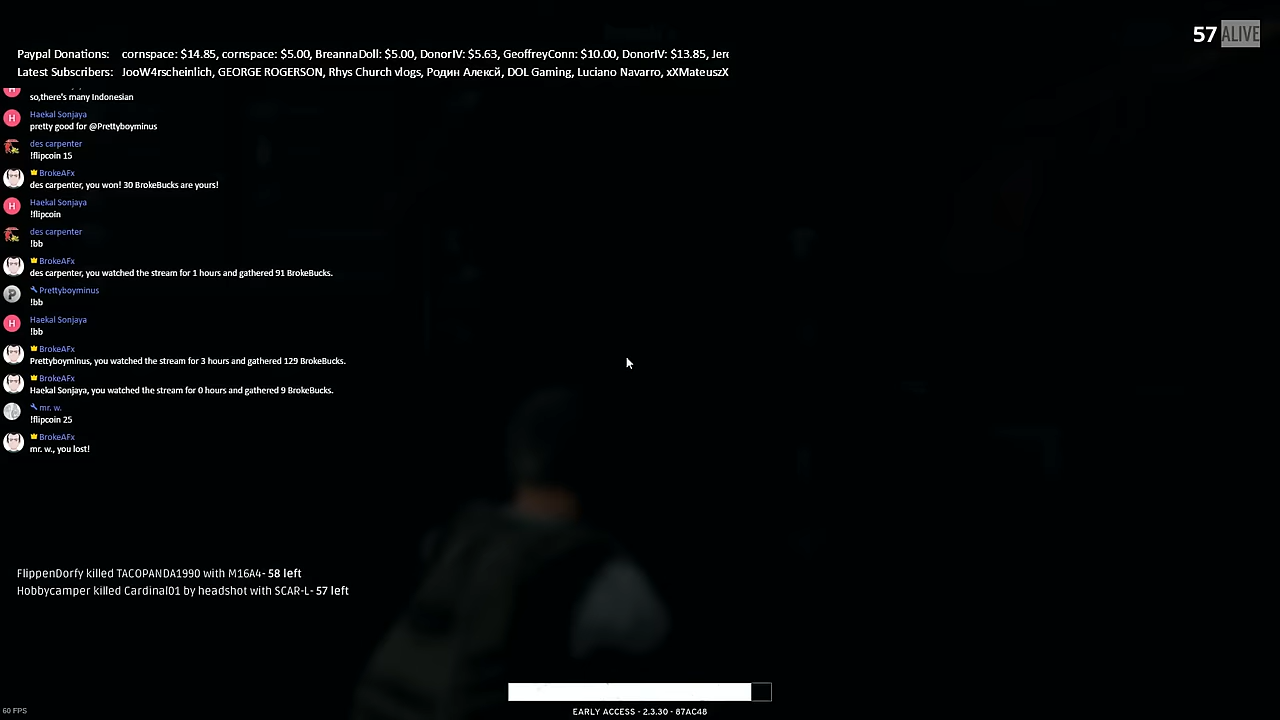 57 ALIVE
Paypal Donations: cornspace: $14.85, cornspace: $5.00, BreannaDoll: $5.00, DonorIV: $5.63, GeoffreyConn: $10.00, DonorIV: $13.85,
Latest Subscribers: JooW4rscheinlich, GEORGE ROGERSON, Rhys Church vlogs, Родин Алексй, DOL Gaming, Luciano Navarro, xXMateuszX
so,there's many Indonesian
H
Haekal Sonjaya
pretty good for @Prettyboyminus
des carpenter
!flipcoin 15
BrokeAFx
des carpenter, you won! 30 BrokeBucks are yours!
H
Haekal Sonjaya
!flipcoin
des carpenter
!bb
BrokeAFx
des carpenter, you watched the stream for 1 hours and gathered 91 BrokeBucks.
P
Prettyboyminus
!bb
H
Haekal Sonjaya
!bb
BrokeAFx
Prettyboyminus, you watched the stream for 3 hours and gathered 129 BrokeBucks.
BrokeAFx
Haekal Sonjaya, you watched the stream for 0 hours and gathered 9 BrokeBucks.
mr. w.
!flipcoin 25
BrokeAFx
mr. w., you lost!
FlippenDorfy killed TACOPANDA1990 with M16A4- 58 left
Hobbycamper killed Cardinal01 by headshot with SCAR-L- 57 left
60 FPS
EARLY ACCESS - 2.3.30 - 87AC48